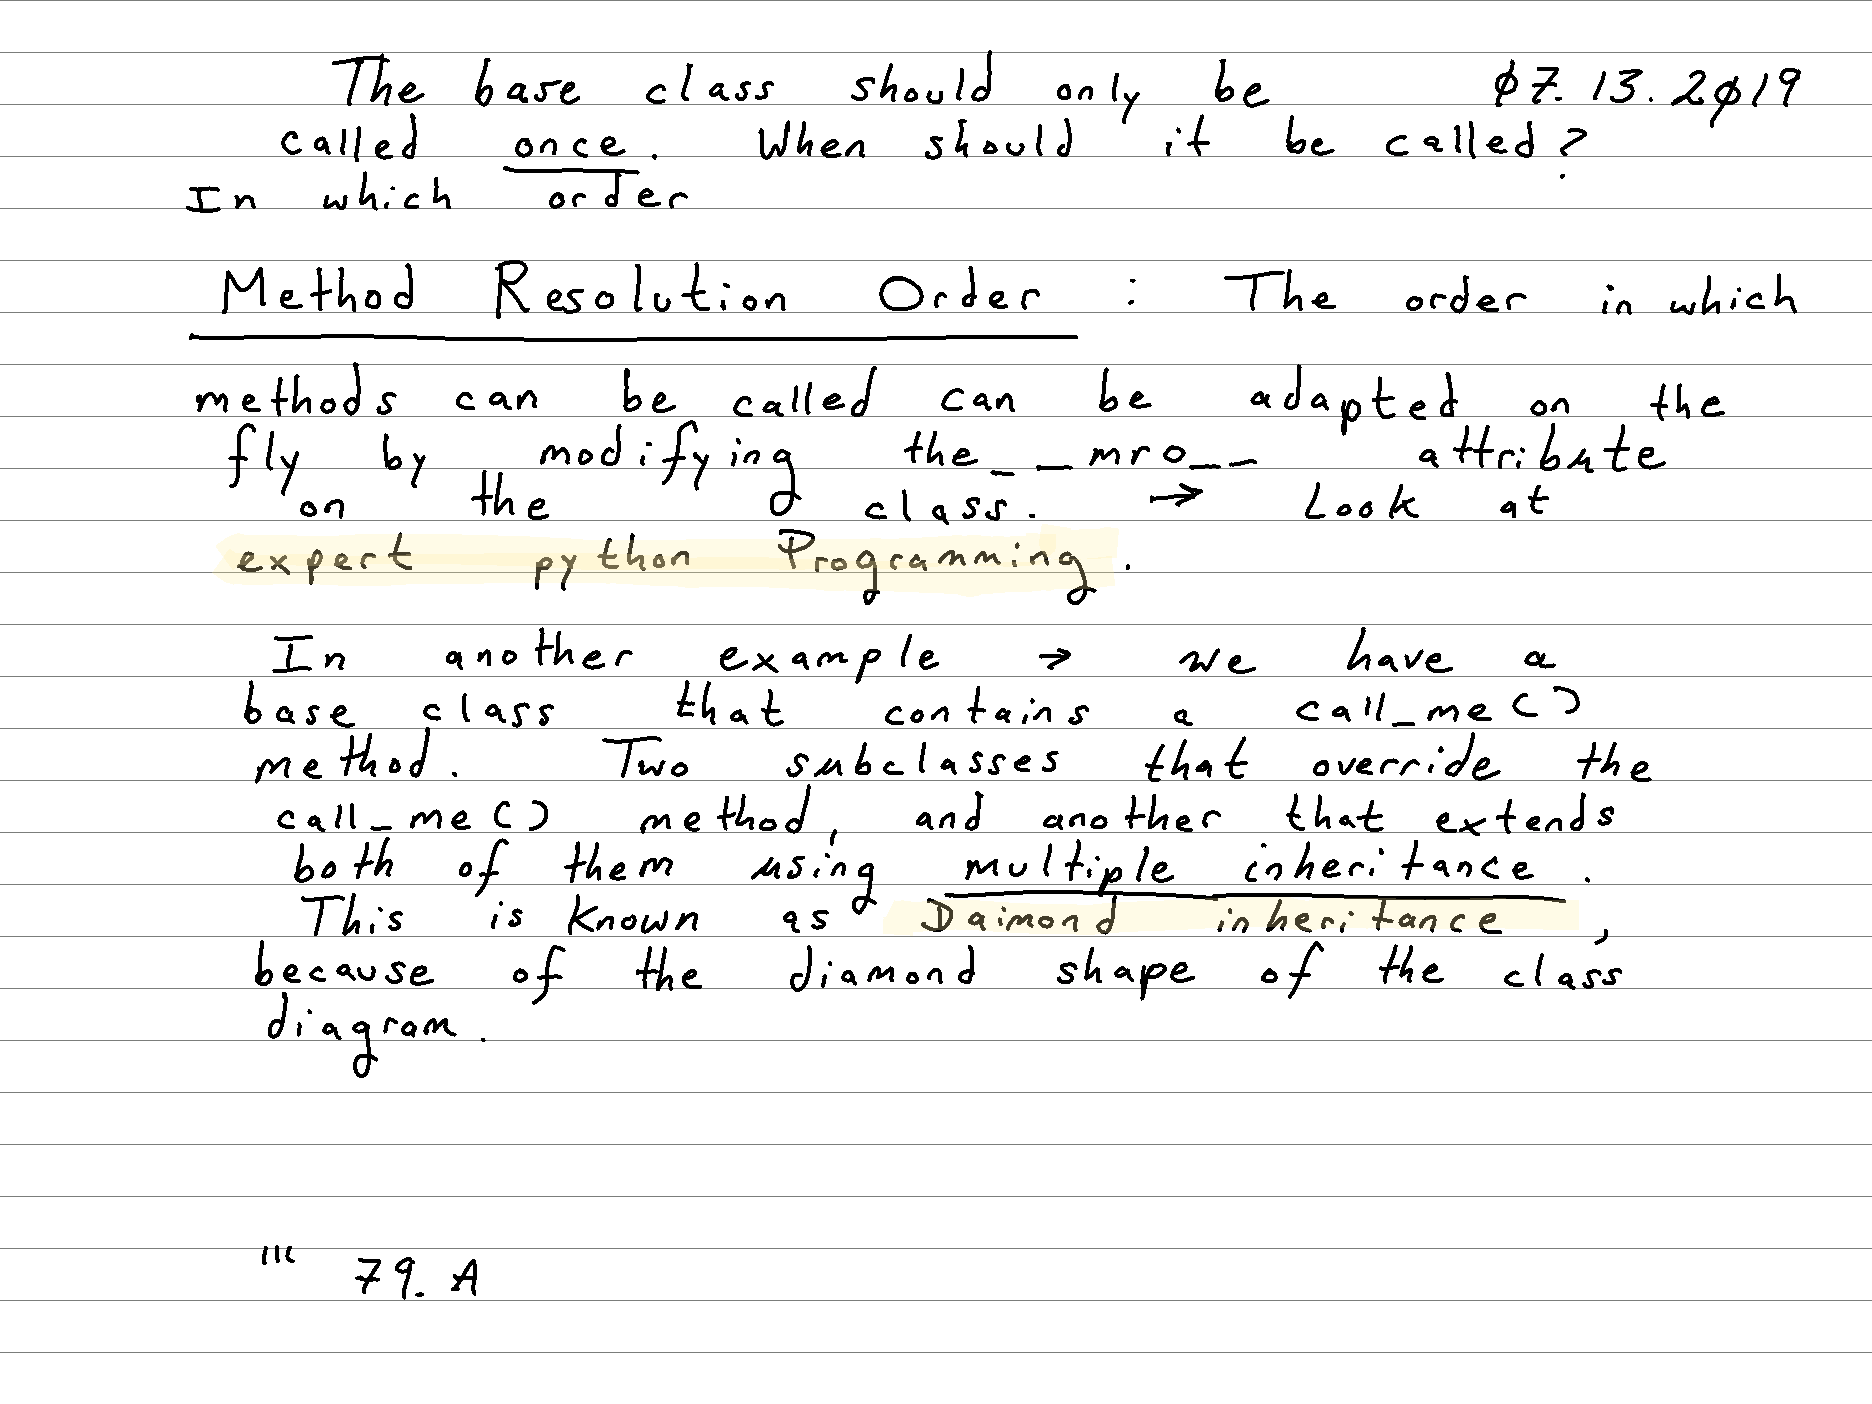 The base class should only be 07.13.2019
called once. When should it be called?
In which order
Method Resolution Order : The order in which
methods can be called can be adapted on the
fly by modifying the __mro__ attribute
on the class. → Look at
expert python Programming.
In another example → we have a
base class that contains a call_me()
method. Two subclasses that override the
call_me() method, and another that extends
both of them using multiple inheritance.
This is known as Daimond inheritance,
because of the diamond shape of the class
diagram.
79. A